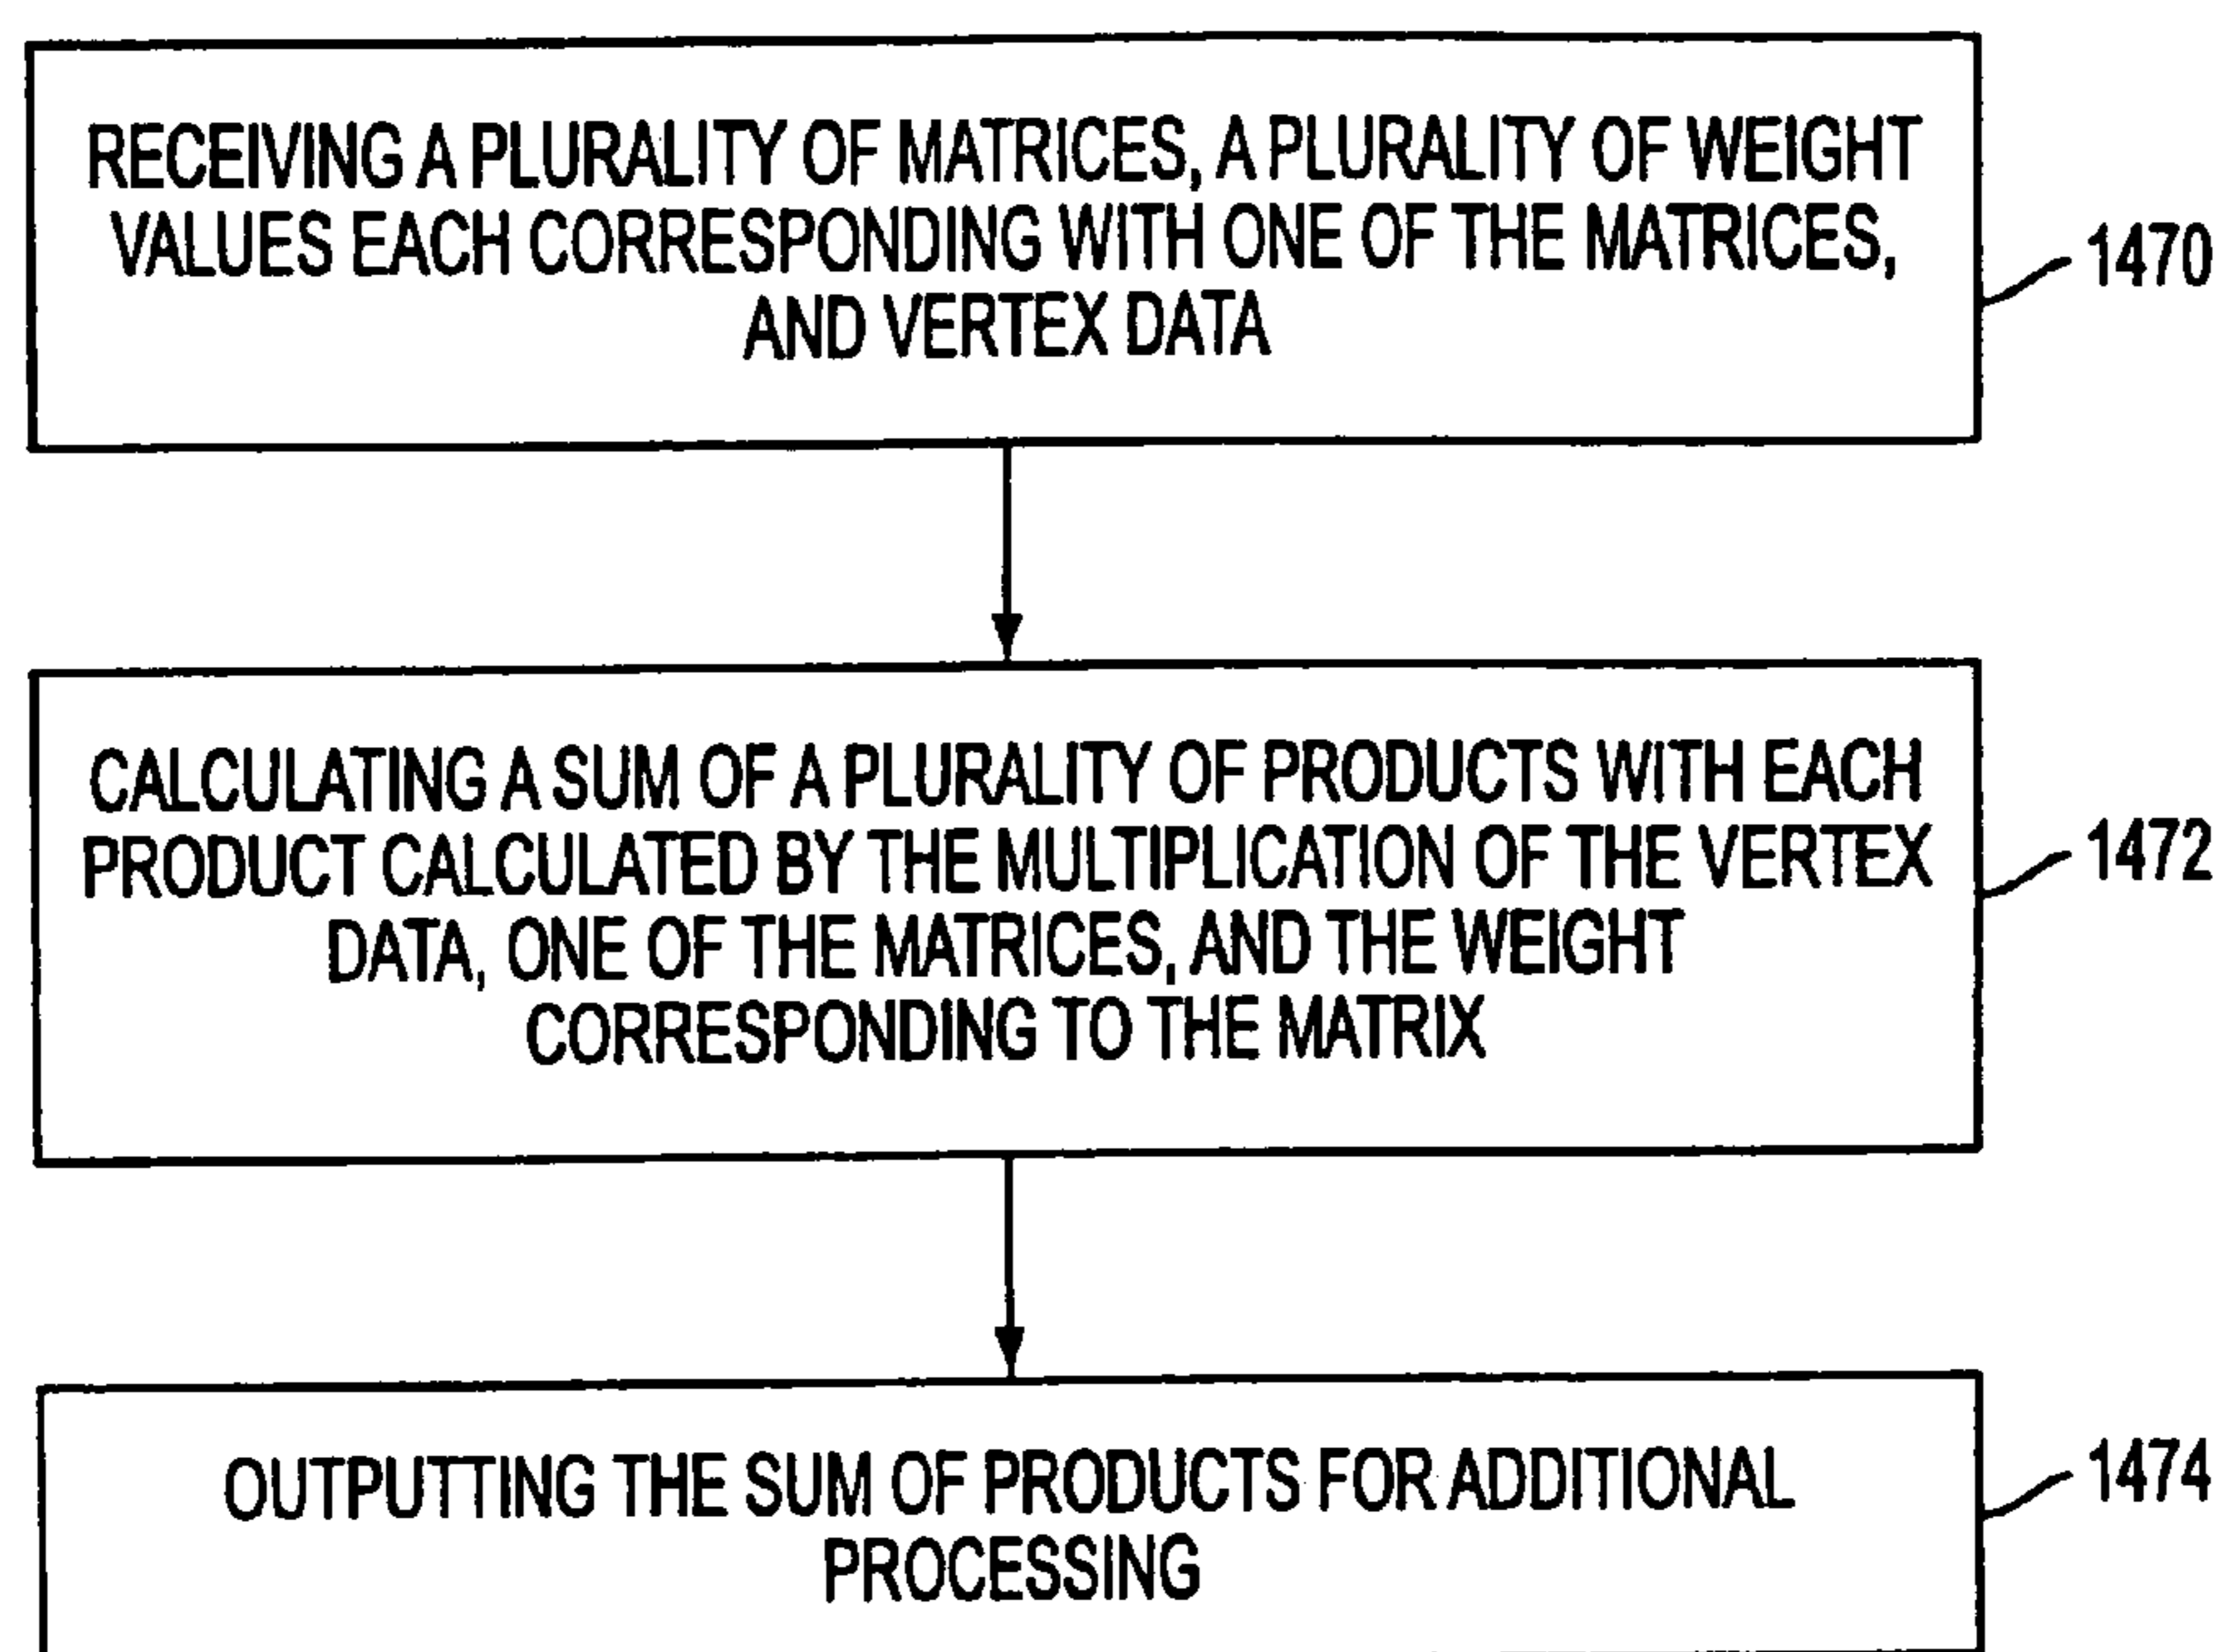 RECEIVING A PLURALITY OF MATRICES, A PLURALITY OF WEIGHT
VALUES EACH CORRESPONDING WITH ONE OF THE MATRICES,
AND VERTEX DATA
1470
CALCULATING A SUM OF A PLURALITY OF PRODUCTS WITH EACH
PRODUCT CALCULATED BY THE MULTIPLICATION OF THE VERTEX
DATA, ONE OF THE MATRICES, AND THE WEIGHT
CORRESPONDING TO THE MATRIX
1472
OUTPUTTING THE SUM OF PRODUCTS FOR ADDITIONAL
PROCESSING
1474